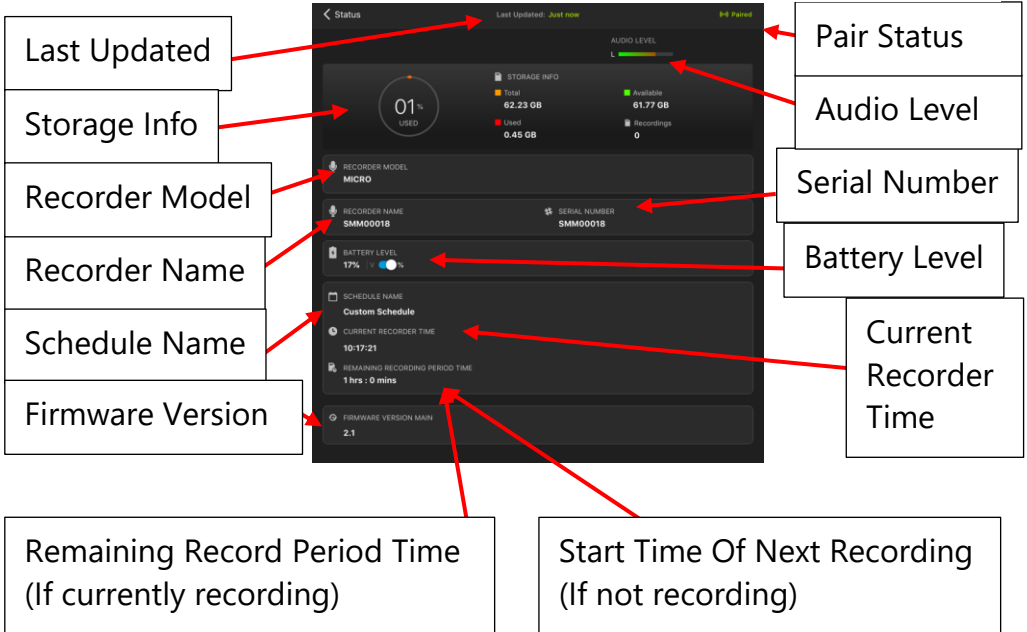 Status
Last Updated: Just now
Paired
AUDIO LEVEL
L
01 %
USED
STORAGE INFO
Total
62.23 GB
Available
61.77 GB
Used
0.45 GB
Recordings
0
RECORDER MODEL
MICRO
RECORDER NAME
SMM00018
SERIAL NUMBER
SMM00018
BATTERY LEVEL
17% V %
SCHEDULE NAME
Custom Schedule
CURRENT RECORDER TIME
10:17:21
REMAINING RECORDING PERIOD TIME
1 hrs : 0 mins
FIRMWARE VERSION MAIN
2.1
Last Updated
Storage Info
Recorder Model
Recorder Name
Schedule Name
Firmware Version
Pair Status
Audio Level
Serial Number
Battery Level
Current
Recorder
Time
Remaining Record Period Time
(If currently recording)
Start Time Of Next Recording
(If not recording)